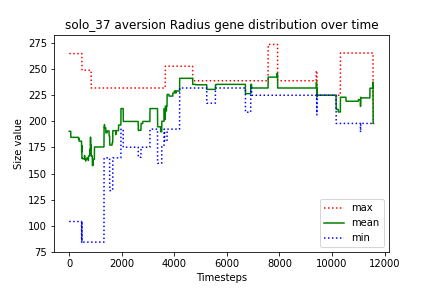 solo_37 aversion Radius gene distribution over time
Size value
275
250
225
200
175
150
125
100
75
0
2000
4000
6000
8000
10000
12000
Timesteps
max
mean
min